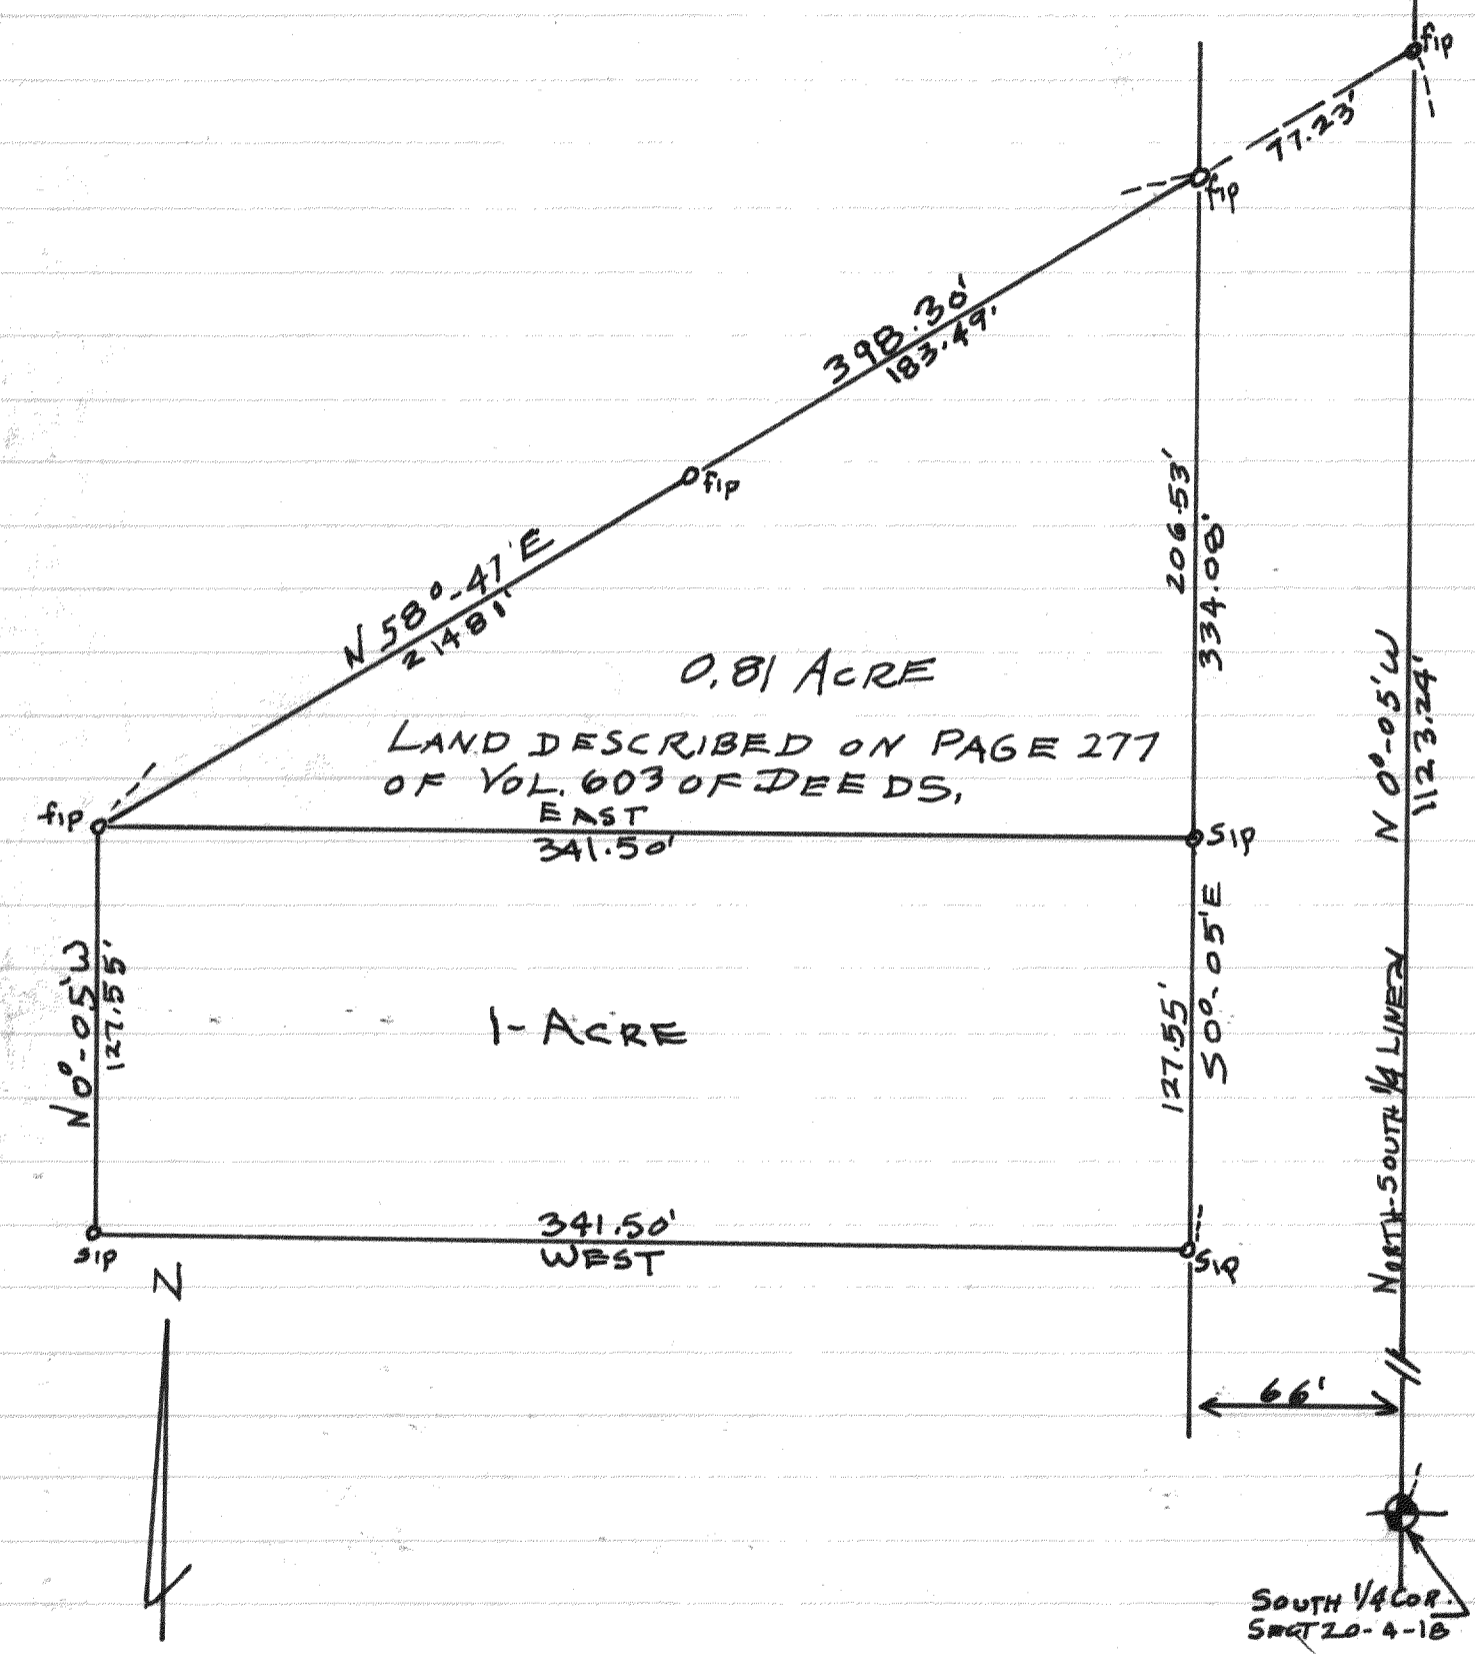 fip
77.23'
fip
398.30'
183.49'
fip
N 58°-47'E
214.81'
206.53'
334.08'
0.81 ACRE
LAND DESCRIBED ON PAGE 277
OF VOL. 603 OF DEEDS,
fip
EAST
341.50'
SIP
N 0°-05'W
1123.24'
N 0°-05'W
127.55'
1-ACRE
127.55'
S 0°-05'E
NORTH-SOUTH 1/4 LINE
341.50'
WEST
SIP
SIP
N
66'
SOUTH 1/4 COR.
SECT 20-4-18